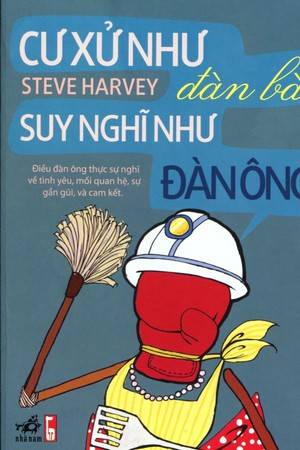 CƯ XỬ NHƯ
STEVE HARVEY
đàn bà
SUY NGHĨ NHƯ
Điều đàn ông thực sự nghĩ
về tình yêu, mối quan hệ, sự
gần gũi, và cam kết.
ĐÀN ÔNG
nhã nam